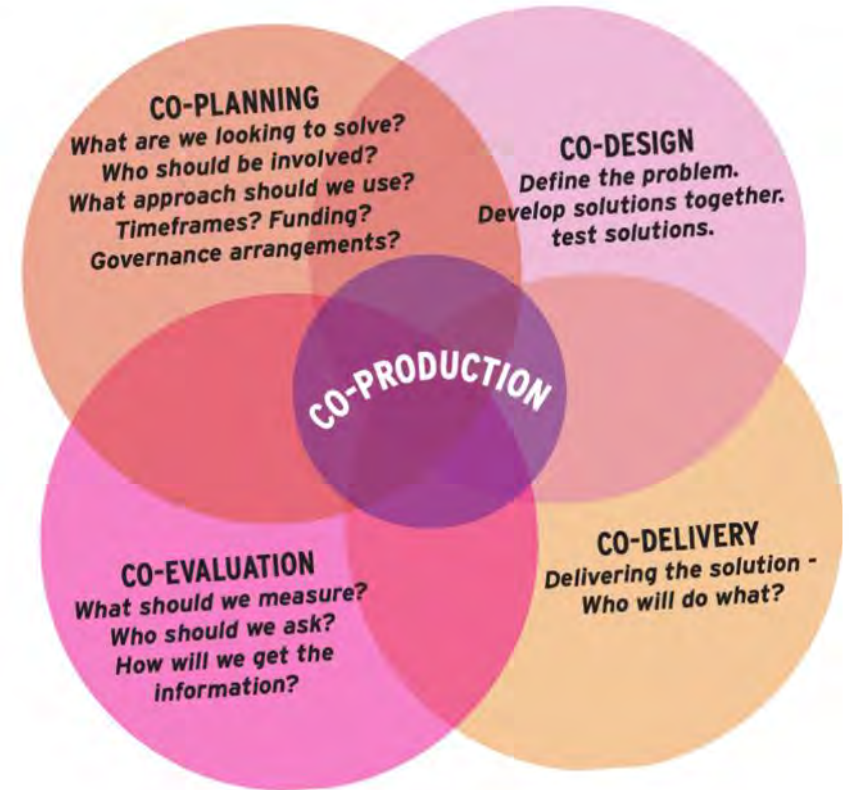 CO-PLANNING
What are we looking to solve?
Who should be involved?
What approach should we use?
Timeframes? Funding?
Governance arrangements?
CO-DESIGN
Define the problem.
Develop solutions together.
test solutions.
CO-PRODUCTION
CO-EVALUATION
What should we measure?
Who should we ask?
How will we get the
information?
CO-DELIVERY
Delivering the solution -
Who will do what?